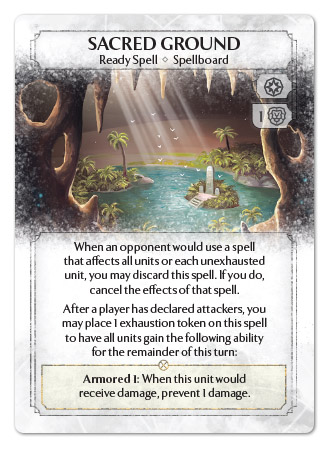 SACRED GROUND
Ready Spell ⬦ Spellboard
1
When an opponent would use a spell
that affects all units or each unexhausted
unit, you may discard this spell. If you do,
cancel the effects of that spell.
After a player has declared attackers, you
may place 1 exhaustion token on this spell
to have all units gain the following ability
for the remainder of this turn:
Armored 1: When this unit would
receive damage, prevent 1 damage.